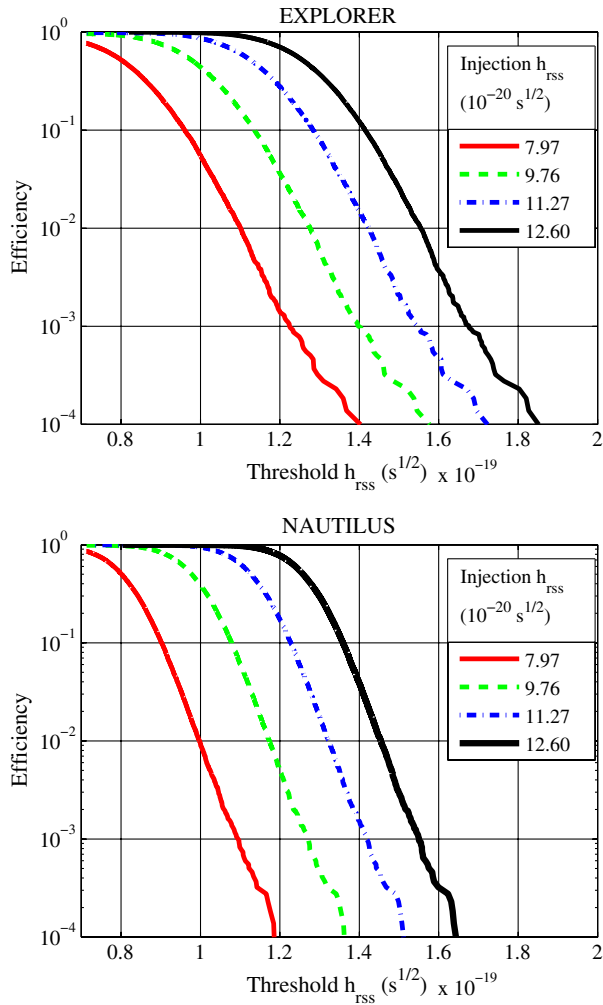 EXPLORER
Injection h_rss
(10^-20 s^1/2)
7.97
9.76
11.27
12.60
Efficiency
10^0
10^-1
10^-2
10^-3
10^-4
0.8 1 1.2 1.4 1.6 1.8 2
Threshold h_rss (s^1/2) x 10^-19
NAUTILUS
Injection h_rss
(10^-20 s^1/2)
7.97
9.76
11.27
12.60
Efficiency
10^0
10^-1
10^-2
10^-3
10^-4
0.8 1 1.2 1.4 1.6 1.8 2
Threshold h_rss (s^1/2) x 10^-19